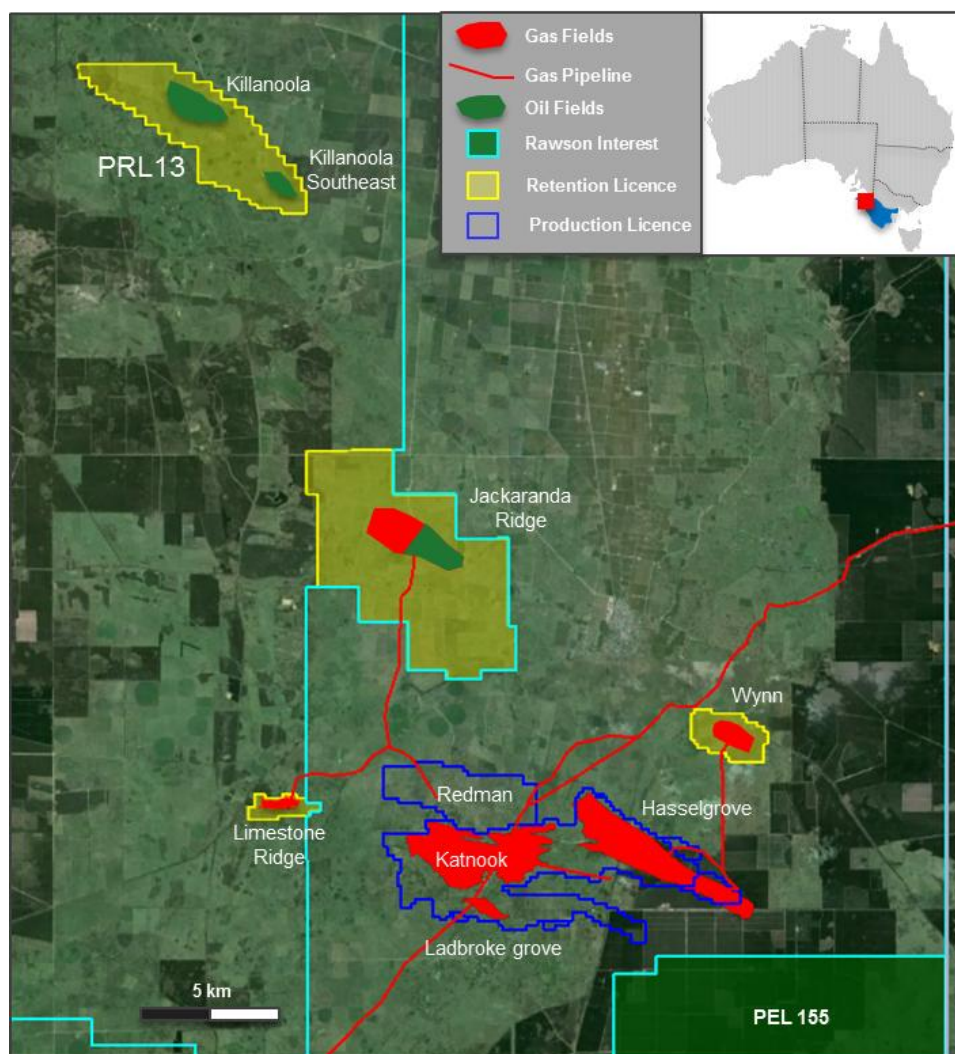 Gas Fields
Gas Pipeline
Oil Fields
Rawson Interest
Retention Licence
Production Licence
Killanoola
PRL13
Killanoola
Southeast
Jackaranda
Ridge
Wynn
Redman
Hasselgrove
Limestone
Ridge
Katnook
Ladbroke grove
5 km
PEL 155